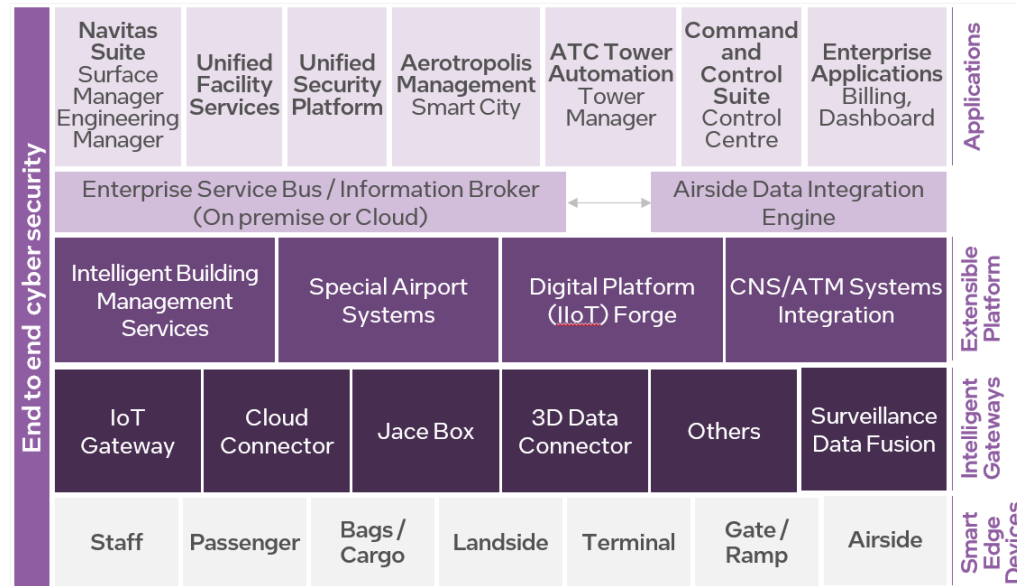 End to end cyber security
Navitas
Suite
Surface
Manager
Engineering
Manager
Unified
Facility
Services
Unified
Security
Platform
Aerotropolis
Management
Smart City
ATC Tower
Automation
Tower
Manager
Command
and
Control
Suite
Control
Centre
Enterprise
Applications
Billing,
Dashboard
Applications
Enterprise Service Bus / Information Broker
(On premise or Cloud)
Airside Data Integration
Engine
Intelligent Building
Management
Services
Special Airport
Systems
Digital Platform
(IIoT) Forge
CNS/ATM Systems
Integration
Extensible
Platform
IoT
Gateway
Cloud
Connector
Jace Box
3D Data
Connector
Others
Surveillance
Data Fusion
Intelligent
Gateways
Staff
Passenger
Bags /
Cargo
Landside
Terminal
Gate /
Ramp
Airside
Smart
Edge
Devices